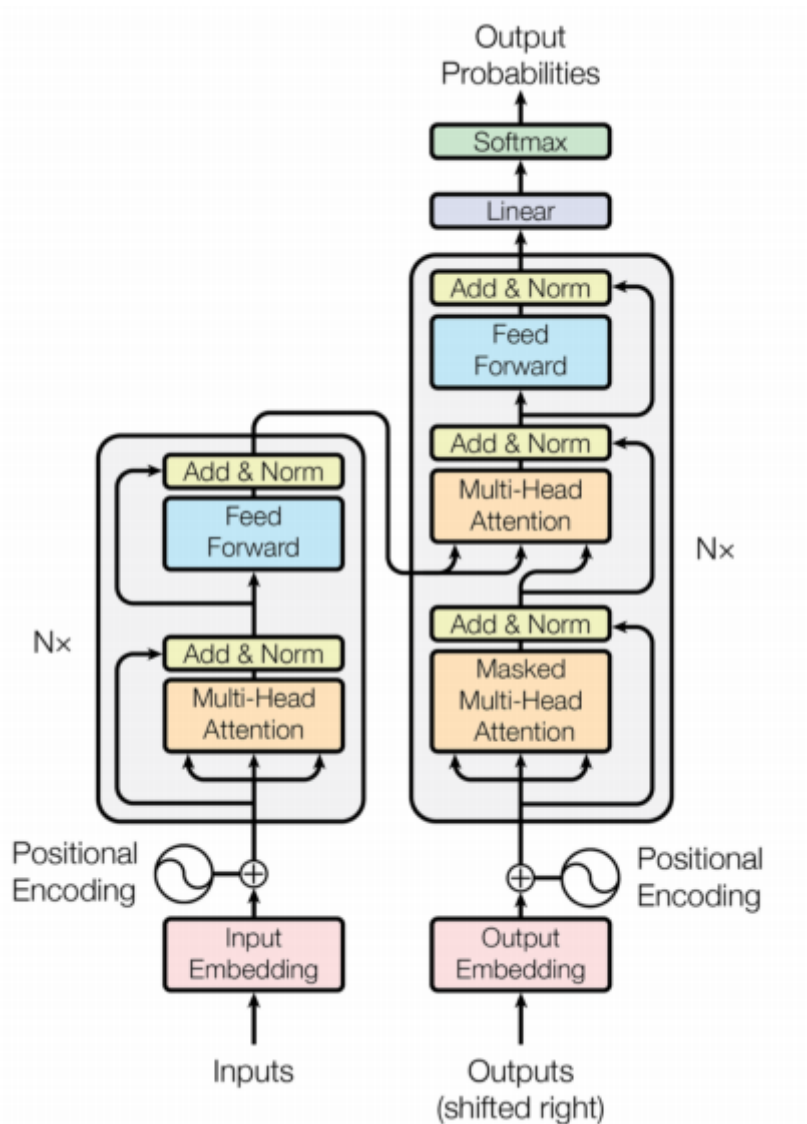 Output
Probabilities
Softmax
Linear
Add & Norm
Feed
Forward
Add & Norm
Multi-Head
Attention
Nx
Add & Norm
Masked
Multi-Head
Attention
Add & Norm
Feed
Forward
Nx
Add & Norm
Multi-Head
Attention
Positional
Encoding
Positional
Encoding
Input
Embedding
Output
Embedding
Inputs
Outputs
(shifted right)